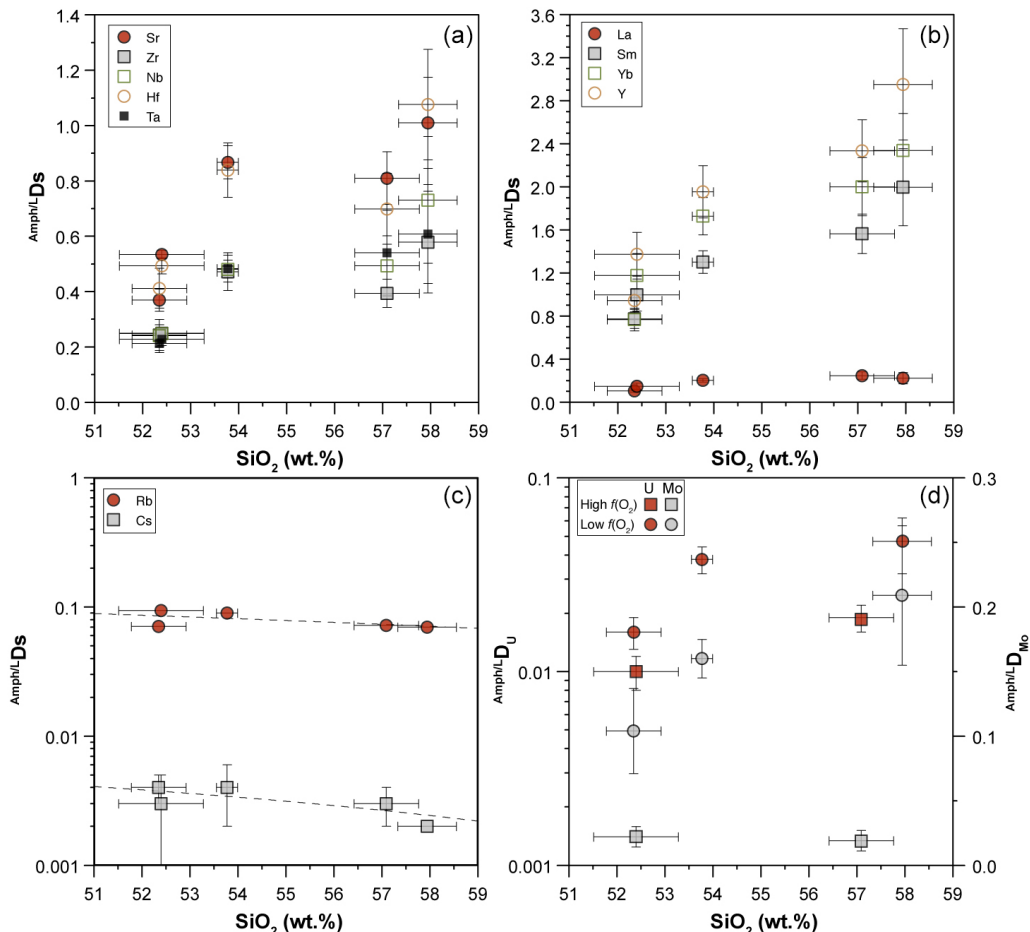 (a)
Sr
Zr
Nb
Hf
Ta
1.4
1.2
1.0
0.8
0.6
0.4
0.2
0.0
Amph/LDs
51 52 53 54 55 56 57 58 59
SiO2 (wt.%)
(b)
La
Sm
Yb
Y
3.6
3.2
2.8
2.4
2.0
1.6
1.2
0.8
0.4
0.0
Amph/LDs
51 52 53 54 55 56 57 58 59
SiO2 (wt.%)
(c)
Rb
Cs
1
0.1
0.01
0.001
Amph/LDs
51 52 53 54 55 56 57 58 59
SiO2 (wt.%)
(d)
U Mo
High f(O2)
Low f(O2)
0.1
0.01
0.001
Amph/LDU
0.3
0.2
0.1
0.0
Amph/LDMo
51 52 53 54 55 56 57 58 59
SiO2 (wt.%)